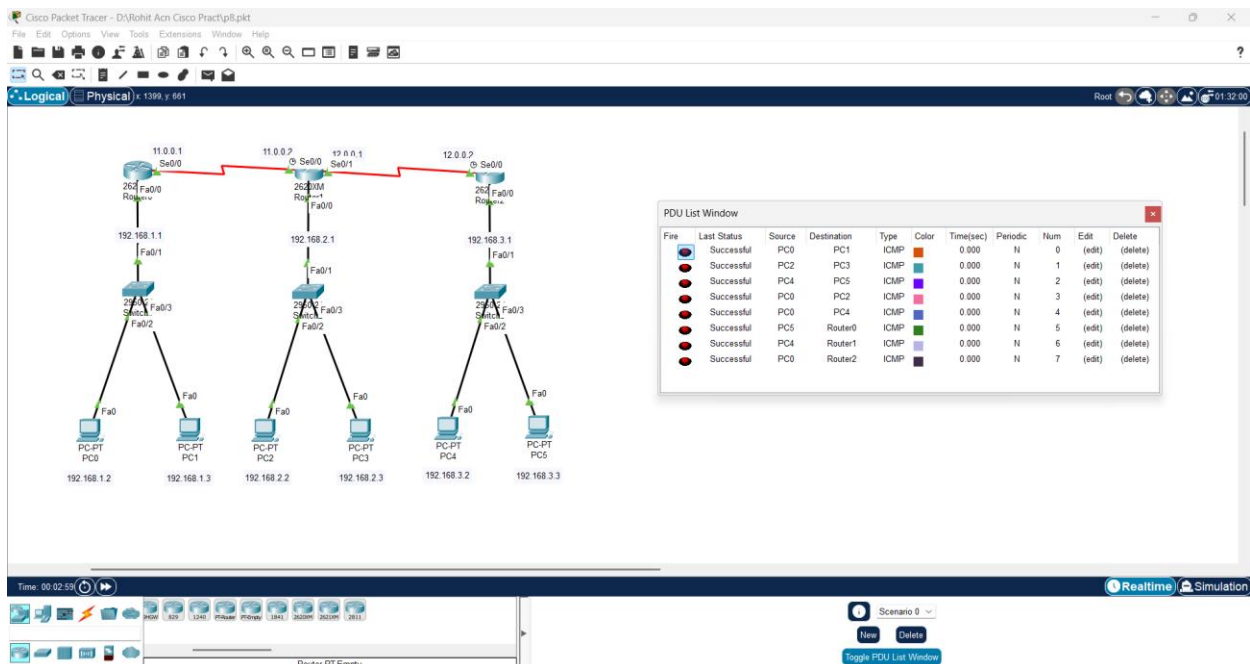 Cisco Packet Tracer - D:\Rohit Acn Cisco Pract\p8.pkt
File Edit Options View Tools Extensions Window Help
?
Logical Physical x: 1399, y: 661 Root 01:32:00
11.0.0.1 11.0.0.2 12.0.0.1 12.0.0.2
Se0/0 Se0/0 Se0/1 Se0/0
Fa0/0 Fa0/0 Fa0/0
192.168.1.1 192.168.2.1 192.168.3.1
Fa0/1 Fa0/1 Fa0/1
Fa0/3 Fa0/3 Fa0/3
Fa0/2 Fa0/2 Fa0/2
Fa0 Fa0 Fa0 Fa0 Fa0 Fa0
PC-PT PC-PT PC-PT PC-PT PC-PT PC-PT
PC0 PC1 PC2 PC3 PC4 PC5
192.168.1.2 192.168.1.3 192.168.2.2 192.168.2.3 192.168.3.2 192.168.3.3
PDU List Window
Fire Last Status Source Destination Type Color Time(sec) Periodic Num Edit Delete
Successful PC0 PC1 ICMP 0.000 N 0 (edit) (delete)
Successful PC2 PC3 ICMP 0.000 N 1 (edit) (delete)
Successful PC4 PC5 ICMP 0.000 N 2 (edit) (delete)
Successful PC0 PC2 ICMP 0.000 N 3 (edit) (delete)
Successful PC0 PC4 ICMP 0.000 N 4 (edit) (delete)
Successful PC5 Router0 ICMP 0.000 N 5 (edit) (delete)
Successful PC4 Router1 ICMP 0.000 N 6 (edit) (delete)
Successful PC0 Router2 ICMP 0.000 N 7 (edit) (delete)
Time: 00:02:59 Realtime Simulation
829 1240 PT-Router PT-Empty 1841 2620XM 2621XM 2811
Scenario 0
New Delete
Toggle PDU List Window
Router PT Empty